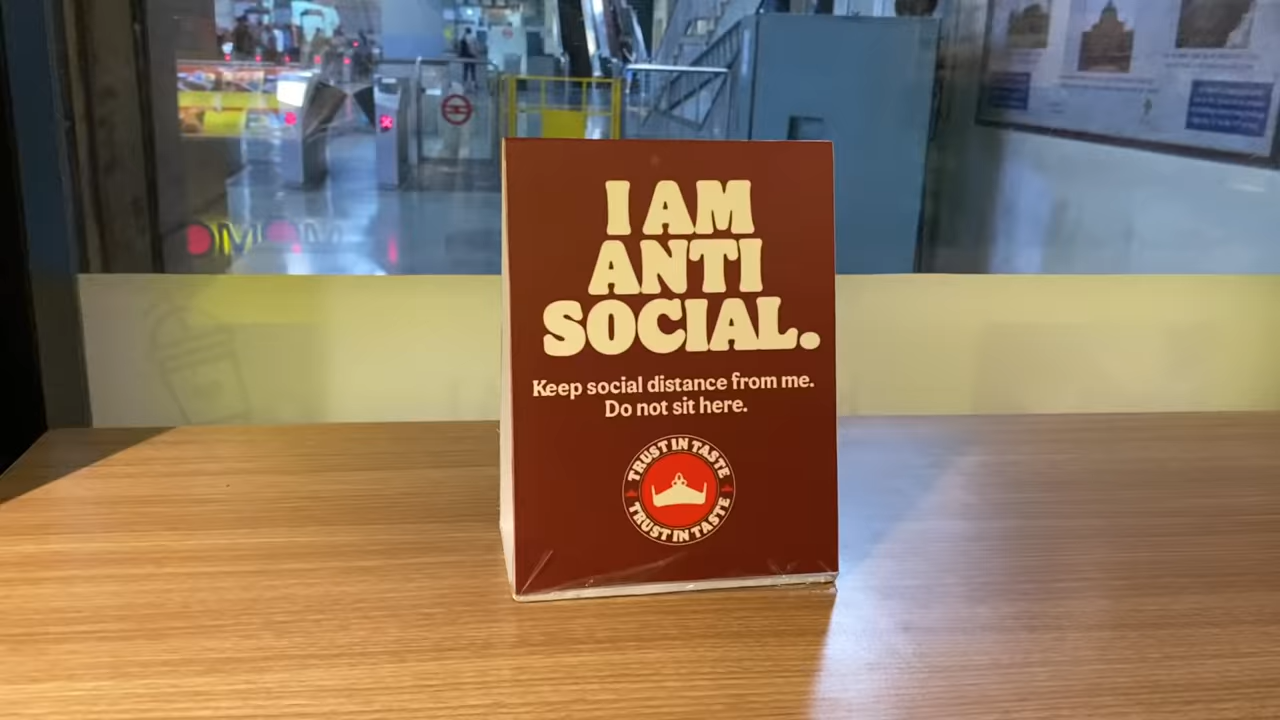 I AM
ANTI
SOCIAL.
Keep social distance from me.
Do not sit here.
TRUST IN TASTE
TRUST IN TASTE